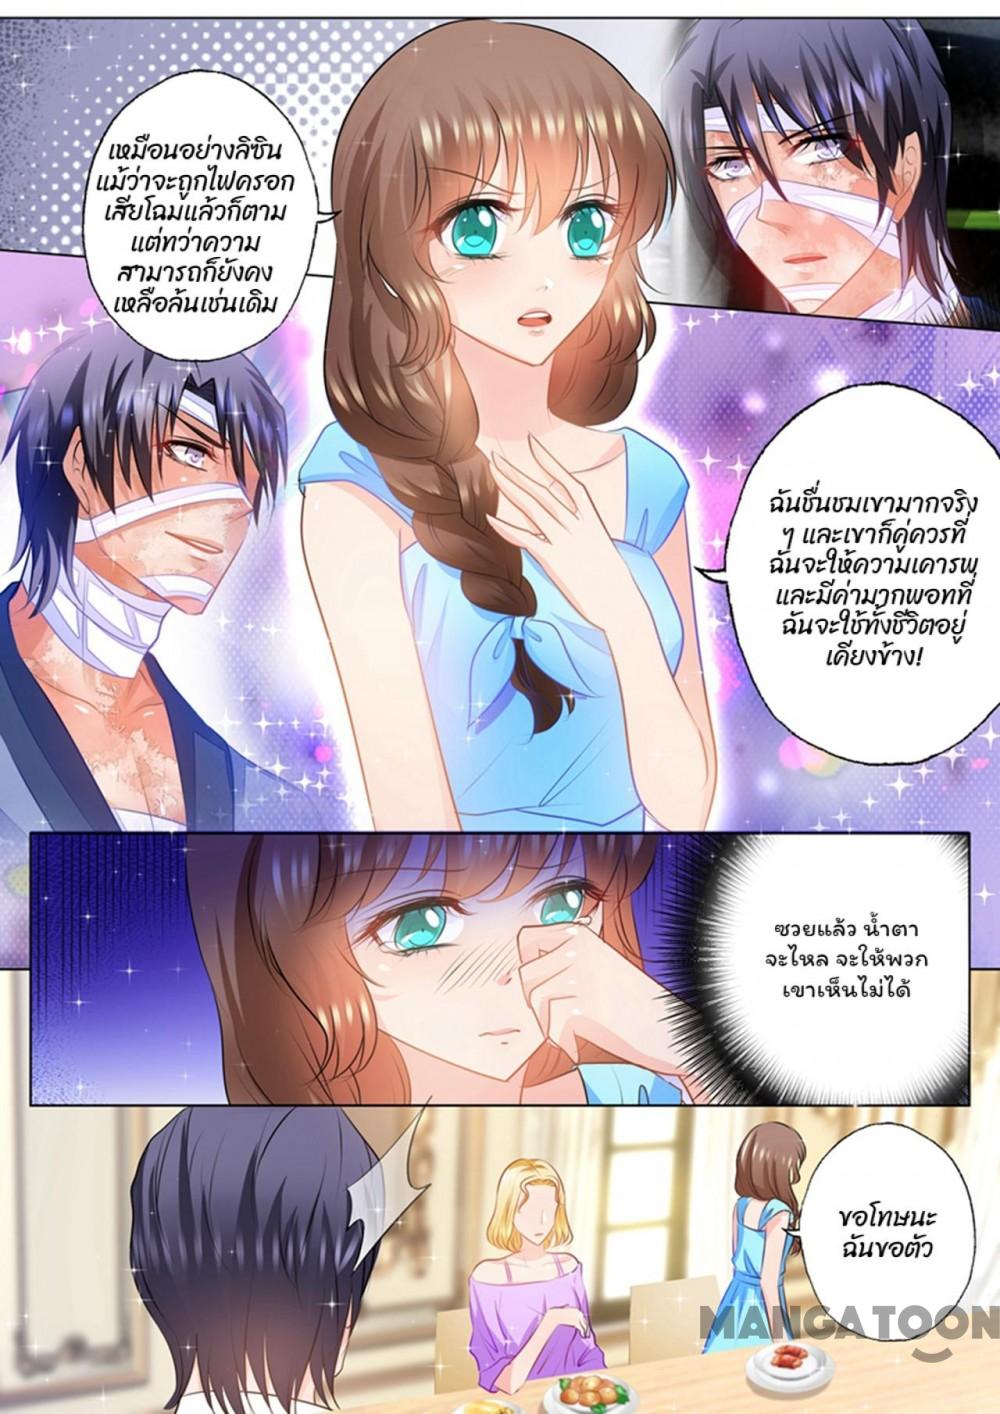 เหมือนอย่างลิซิน
แม้ว่าจะถูกไฟครอก
เสียโฉมแล้วก็ตาม
แต่ทว่าความ
สามารถก็ยังคง
เหลือล้นเช่นเดิม
ฉันชื่นชมเขามากจริง
ๆ และเขาก็คู่ควรที่
ฉันจะให้ความเคารพ
และมีค่ามากพอทที่
ฉันจะใช้ทั้งชีวิตอยู่
เคียงข้าง!
ซวยแล้ว น้ำตา
จะไหล จะให้พวก
เขาเห็นไม่ได้
ขอโทษนะ
ฉันขอตัว
MANGATOON